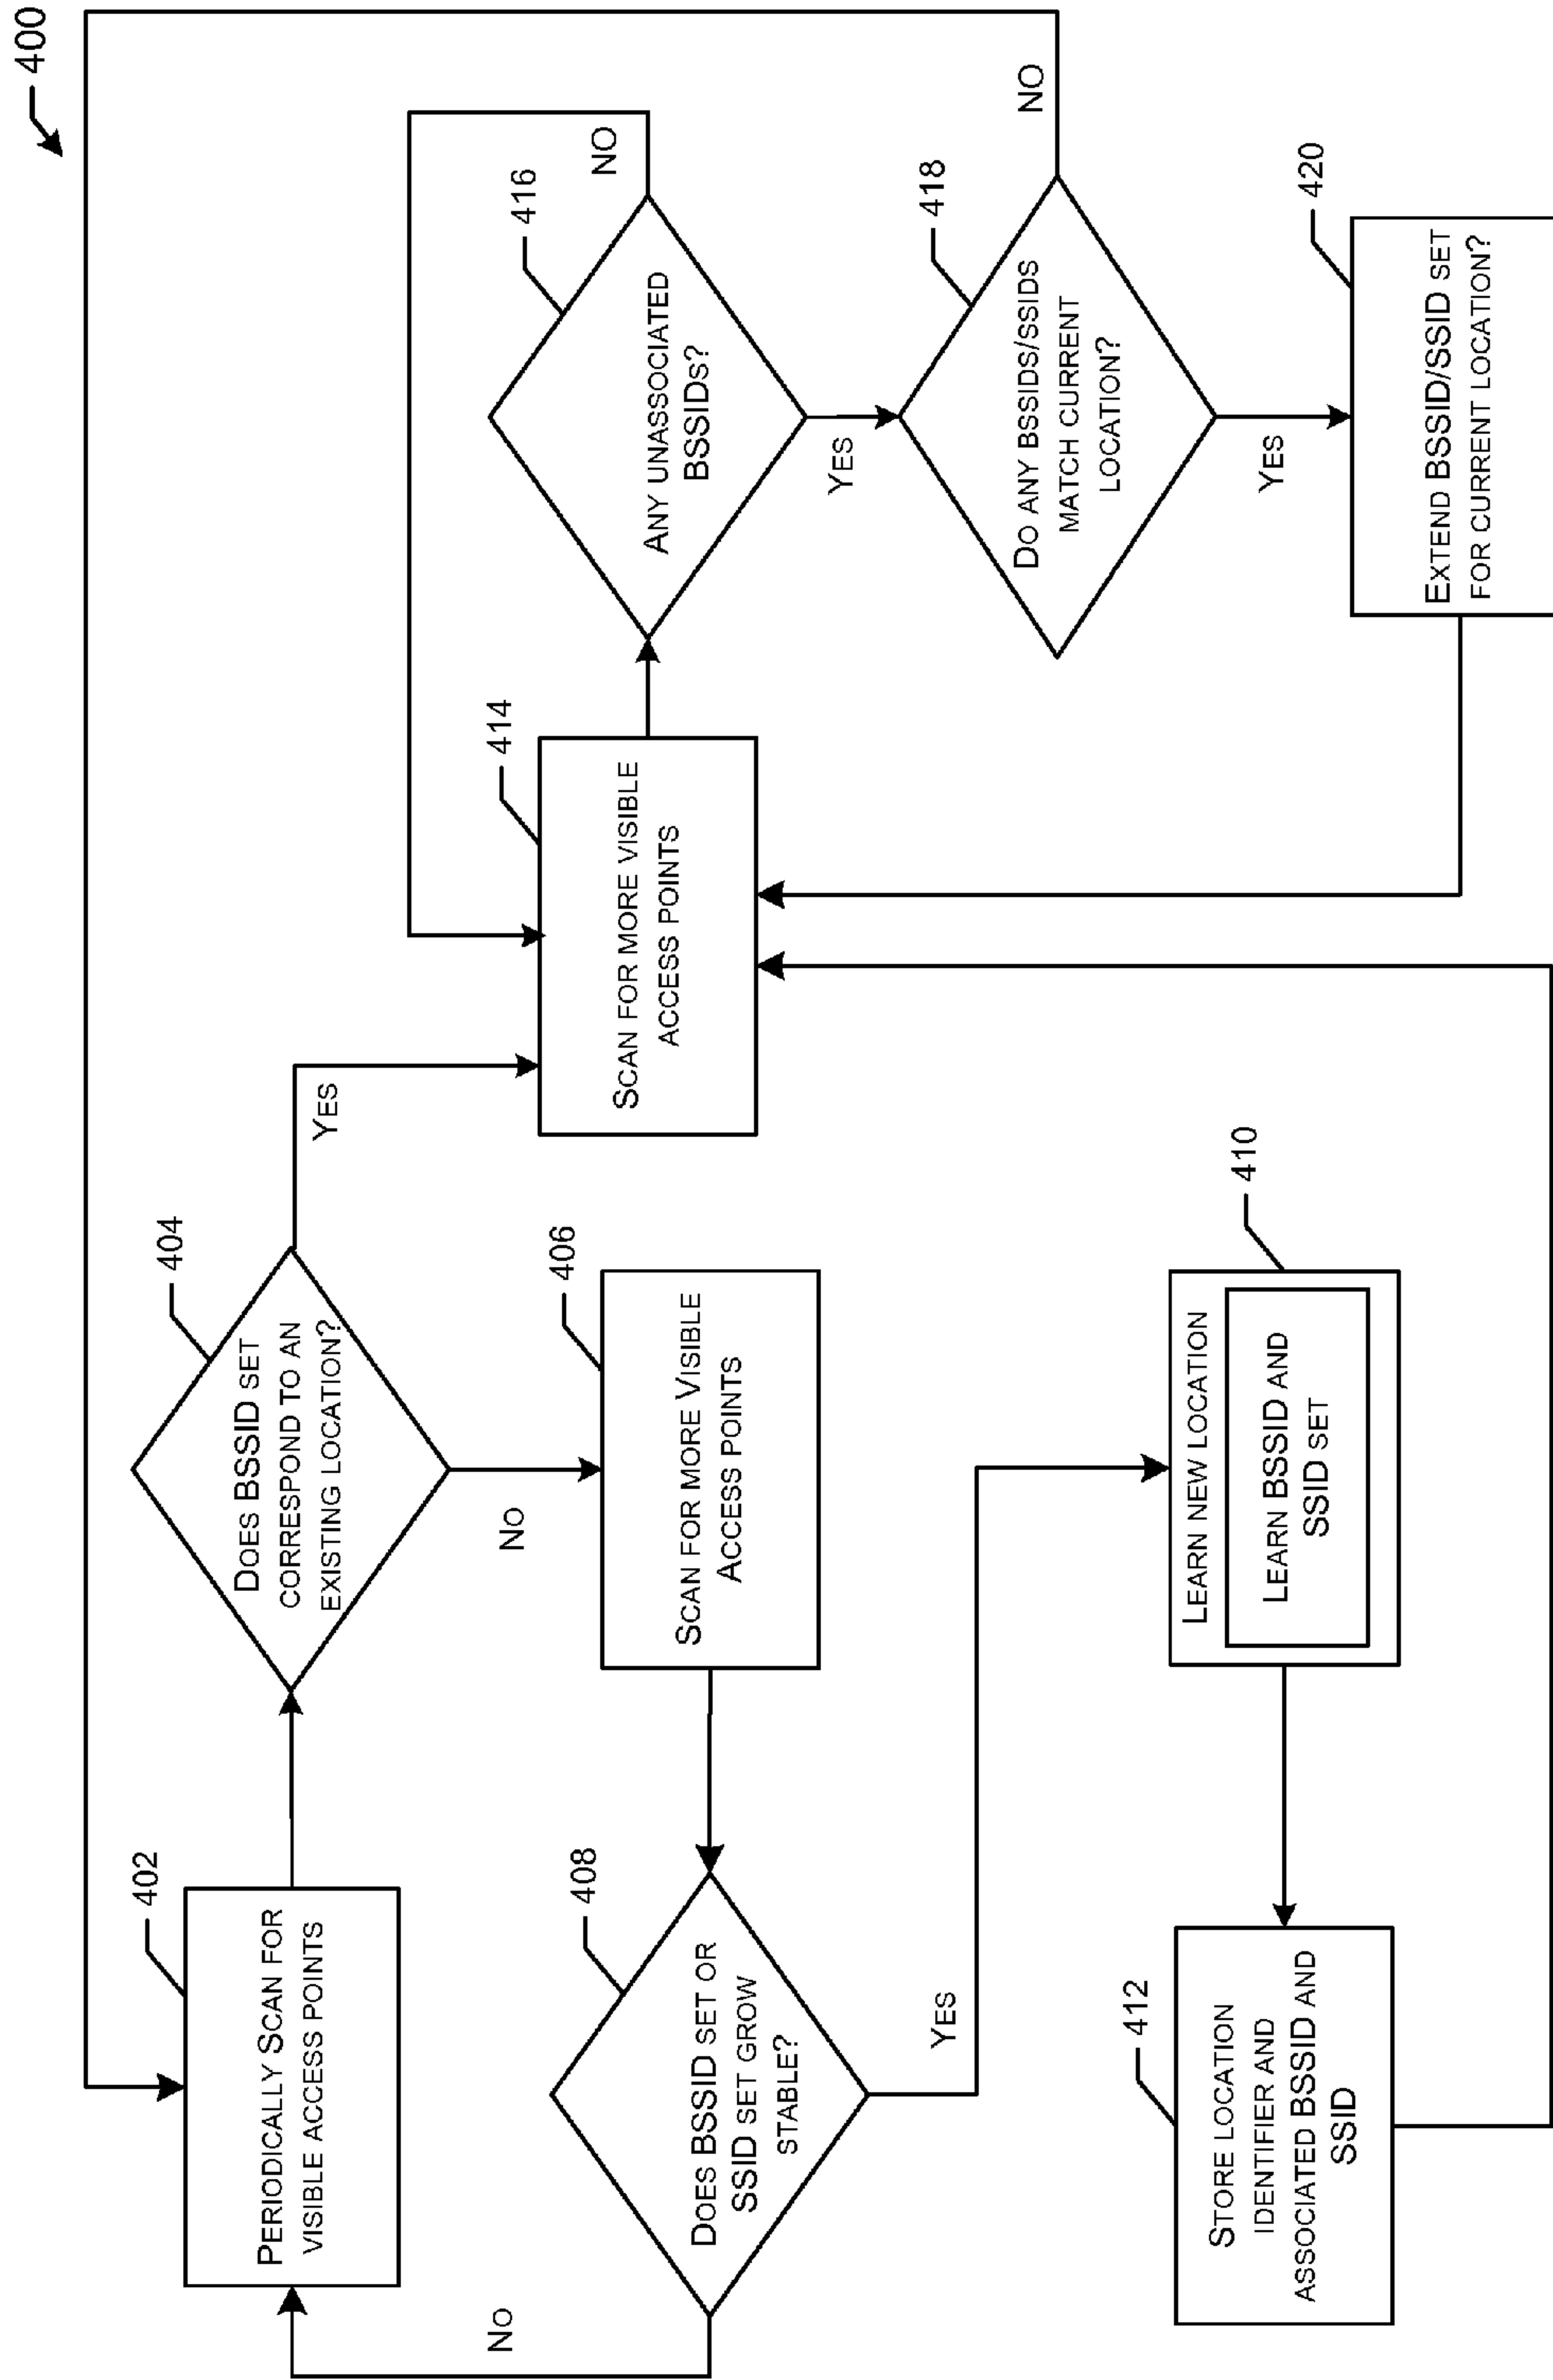 400
402
PERIODICALLY SCAN FOR
VISIBLE ACCESS POINTS
404
DOES BSSID SET
CORRESPOND TO AN
EXISTING LOCATION?
YES
NO
406
SCAN FOR MORE VISIBLE
ACCESS POINTS
408
DOES BSSID SET OR
SSID SET GROW
STABLE?
NO
YES
410
LEARN NEW LOCATION
LEARN BSSID AND
SSID SET
412
STORE LOCATION
IDENTIFIER AND
ASSOCIATED BSSID AND
SSID
414
SCAN FOR MORE VISIBLE
ACCESS POINTS
416
ANY UNASSOCIATED
BSSIDS?
NO
YES
418
DO ANY BSSIDS/SSIDS
MATCH CURRENT
LOCATION?
NO
YES
420
EXTEND BSSID/SSID SET
FOR CURRENT LOCATION?